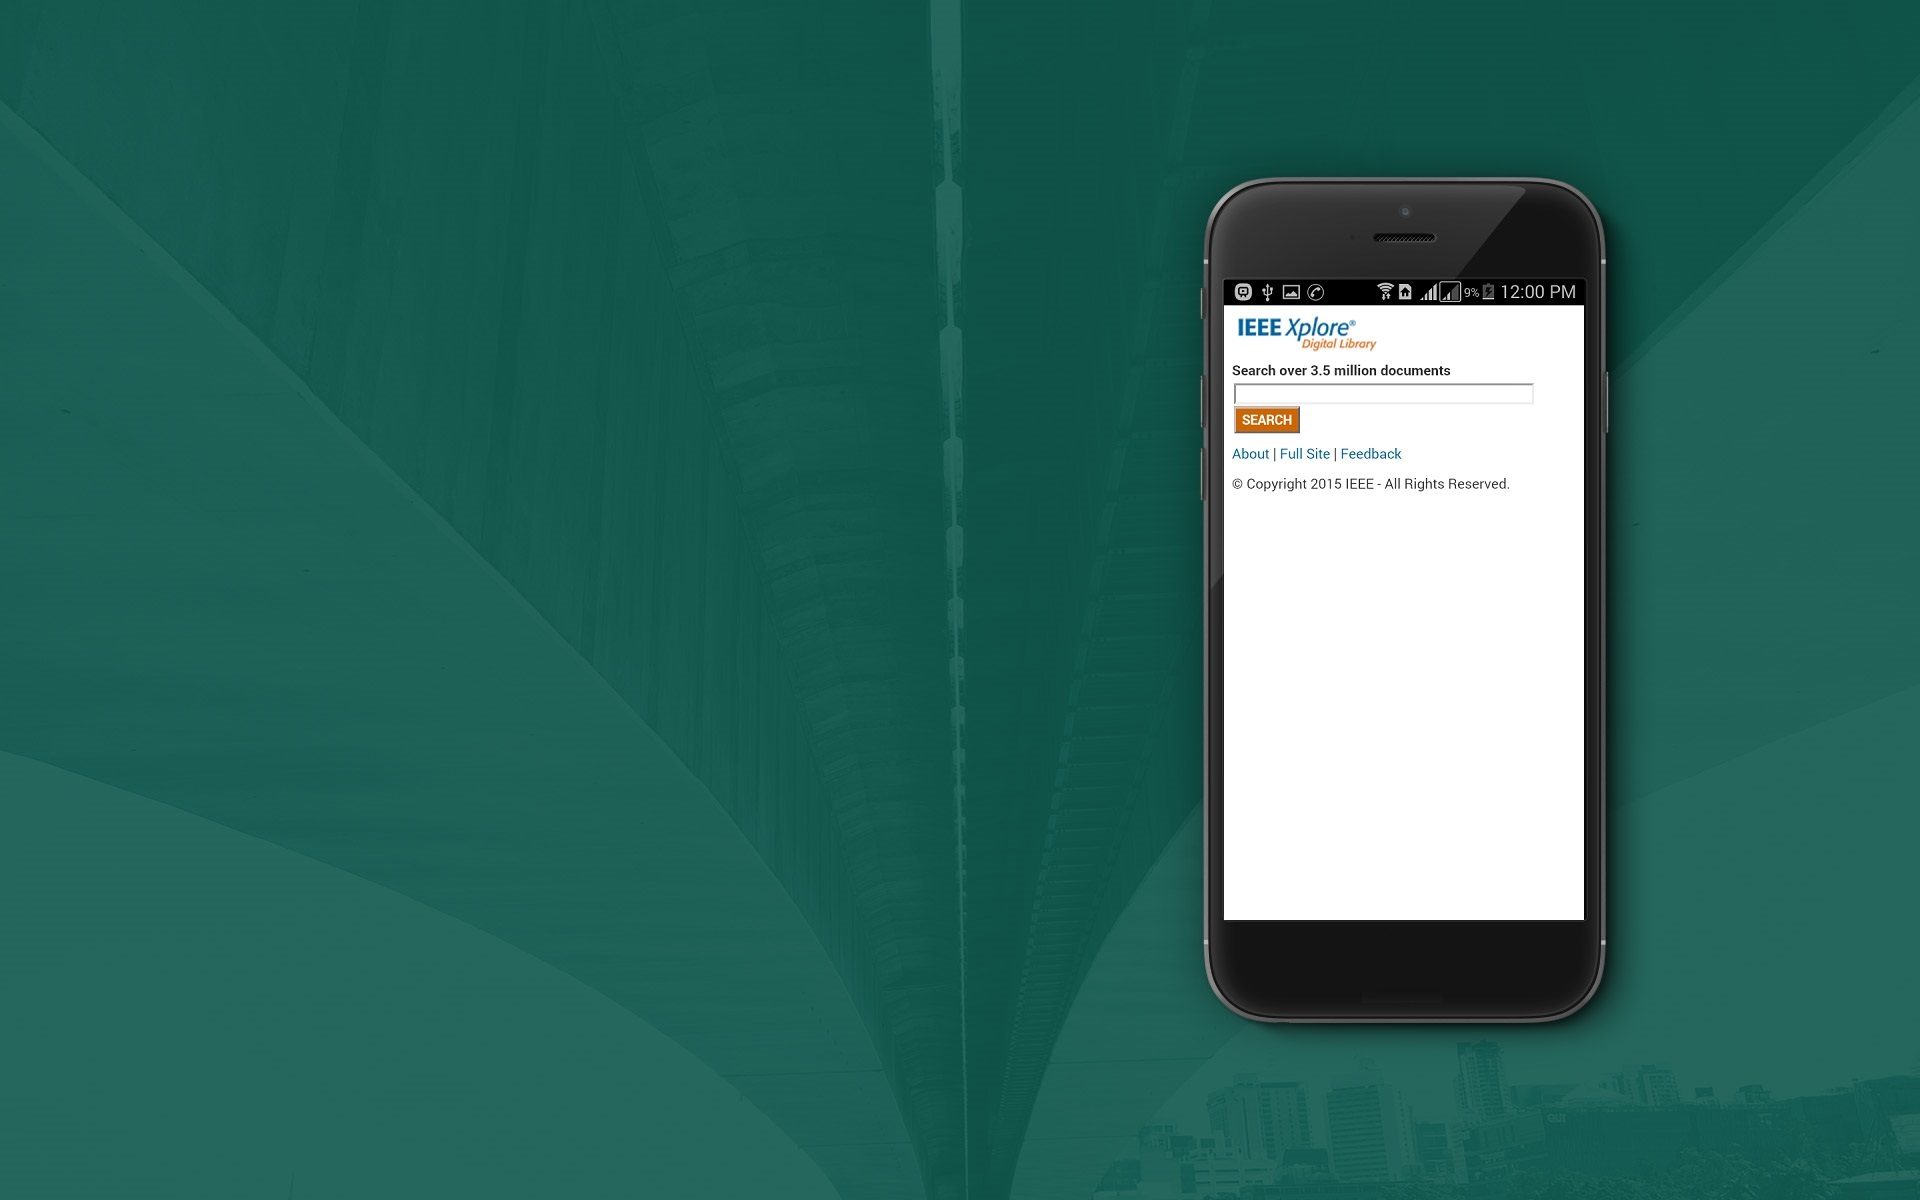 9% 12:00 PM
IEEE Xplore®
Digital Library
Search over 3.5 million documents
SEARCH
About | Full Site | Feedback
© Copyright 2015 IEEE - All Rights Reserved.
QUT